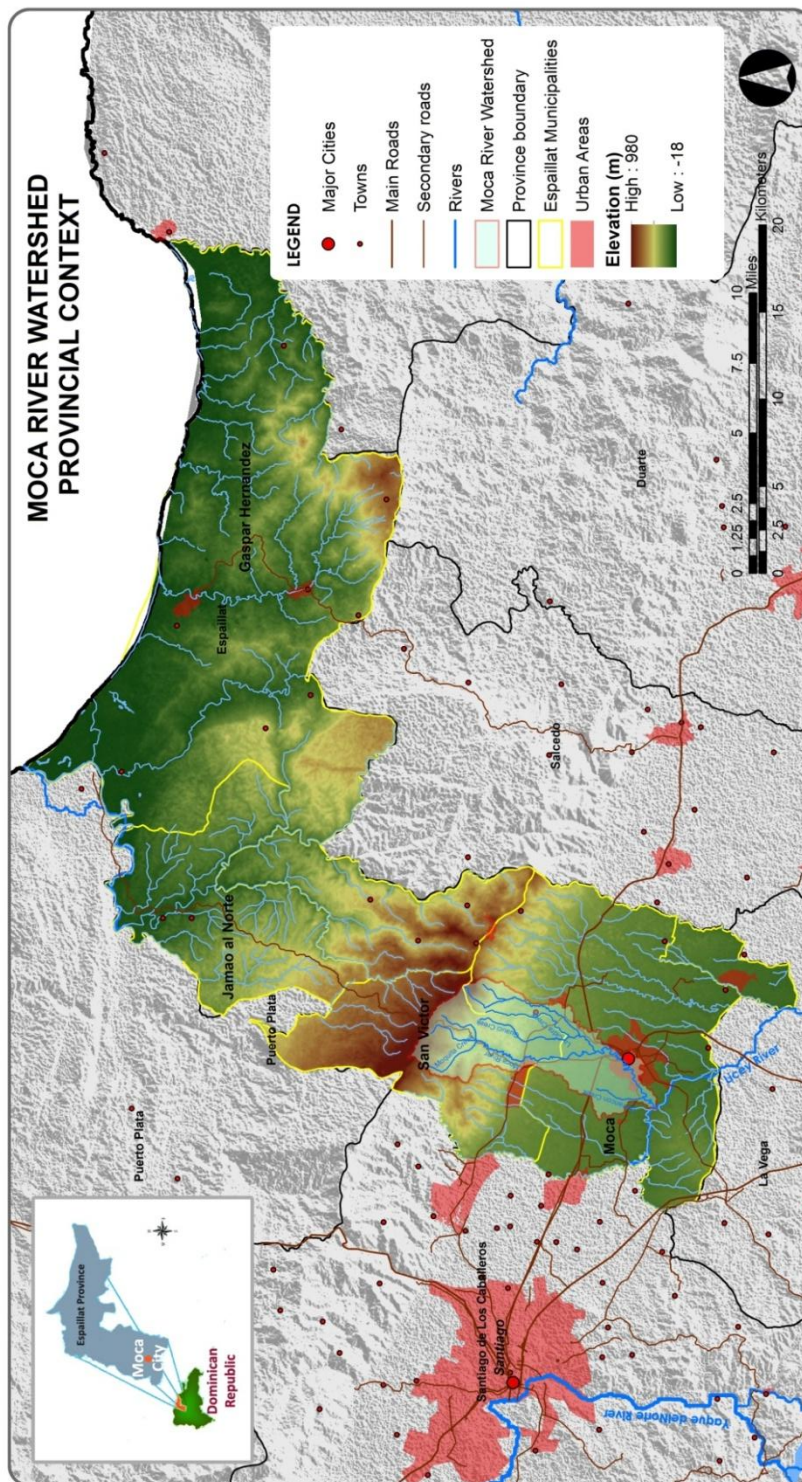 MOCA RIVER WATERSHED
PROVINCIAL CONTEXT
Espaillat Province
Moca
City
Dominican
Republic
Puerto Plata
Puerto Plata
Jamao al Norte
Espaillat
Gaspar Hernandez
San Victor
Santiago de Los Caballeros
Santiago
Moca
Licey River
Yaque delNorte River
La Vega
Salcedo
Duarte
LEGEND
Major Cities
Towns
Main Roads
Secondary roads
Rivers
Moca River Watershed
Province boundary
Espaillat Municipalities
Urban Areas
Elevation (m)
High : 980
Low : -18
0 1.25 2.5 5 7.5 10
Miles
0 2.5 5 10 15 20
Kilometers